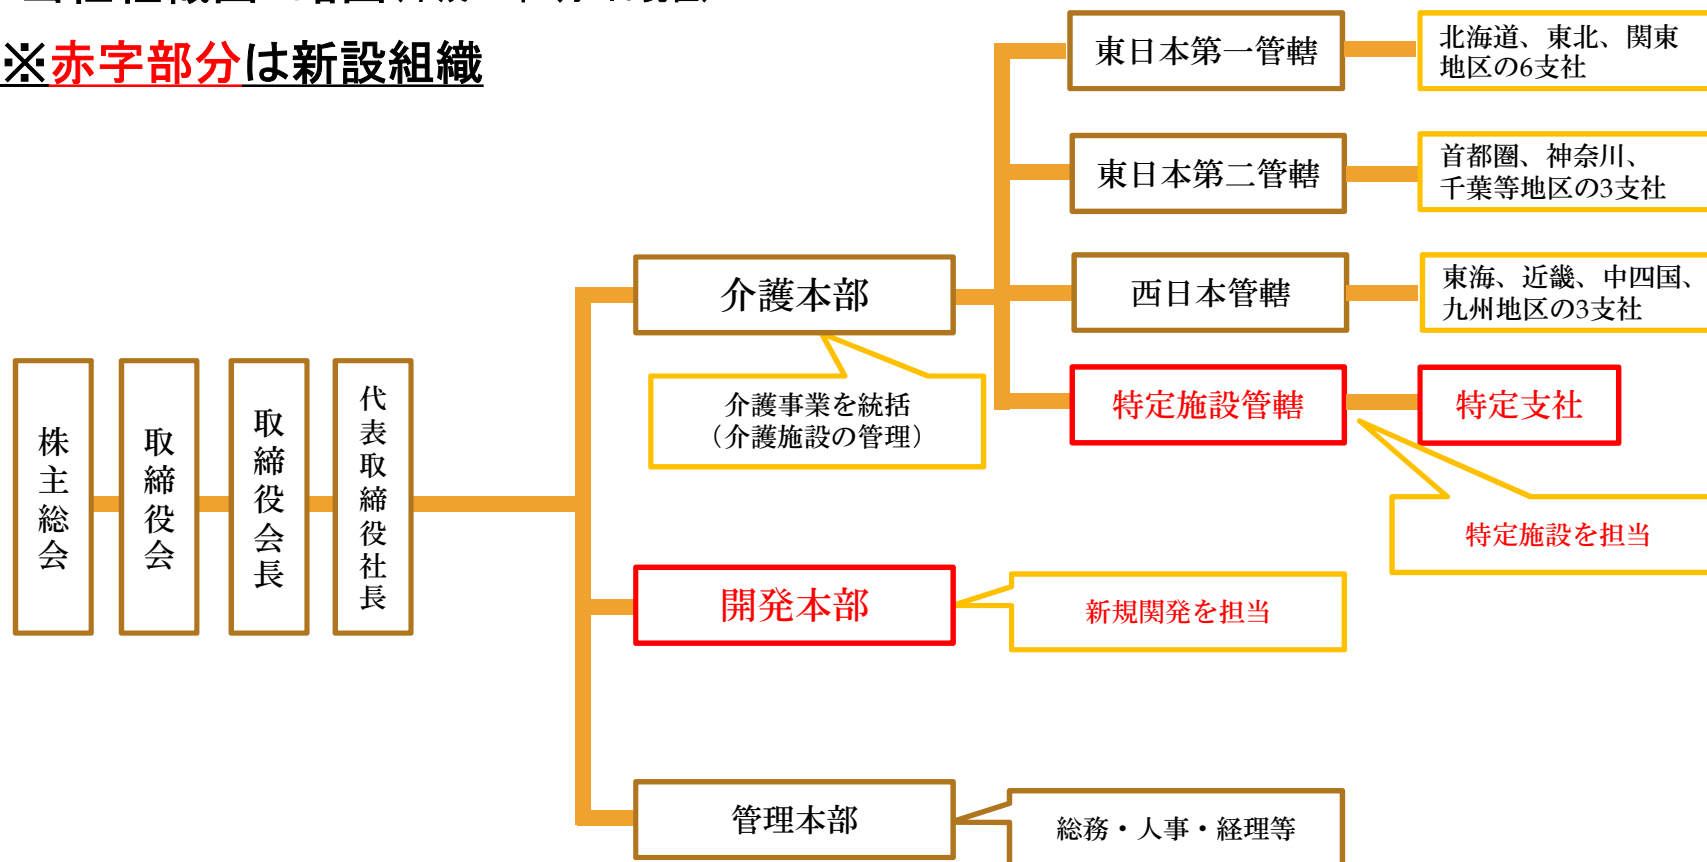 ※赤字部分は新設組織
東日本第一管轄
北海道、東北、関東
地区の6支社
東日本第二管轄
首都圏、神奈川、
千葉等地区の3支社
介護本部
西日本管轄
東海、近畿、中四国、
九州地区の3支社
介護事業を統括
（介護施設の管理）
特定施設管轄
特定支社
特定施設を担当
株主総会
取締役会
取締役会長
代表取締役社長
開発本部
新規開発を担当
管理本部
総務・人事・経理等